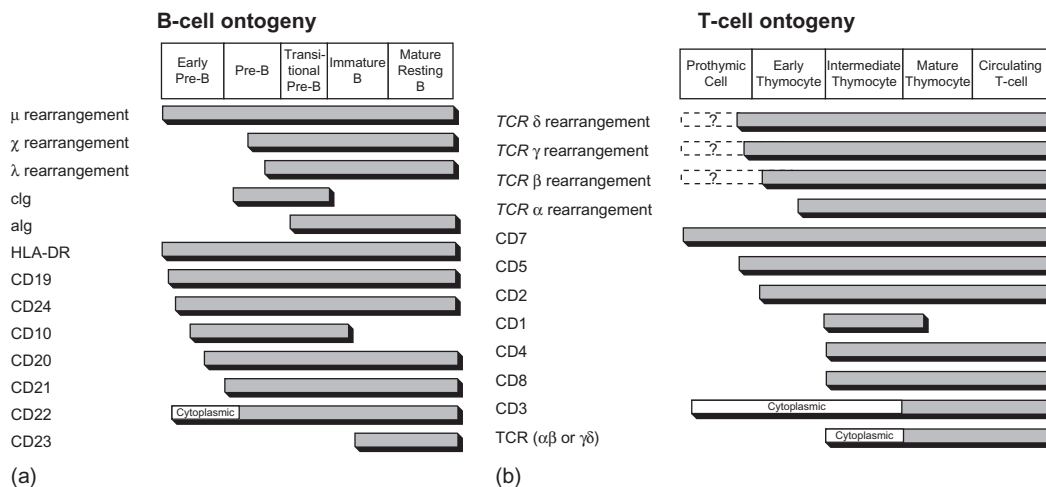 B-cell ontogeny
Early
Pre-B
Pre-B
Transi-
tional
Pre-B
Immature
B
Mature
Resting
B
μ rearrangement
χ rearrangement
λ rearrangement
clg
alg
HLA-DR
CD19
CD24
CD10
CD20
CD21
CD22
Cytoplasmic
CD23
(a)
T-cell ontogeny
Prothymic
Cell
Early
Thymocyte
Intermediate
Thymocyte
Mature
Thymocyte
Circulating
T-cell
TCR δ rearrangement
?
TCR γ rearrangement
?
TCR β rearrangement
?
TCR α rearrangement
CD7
CD5
CD2
CD1
CD4
CD8
CD3
Cytoplasmic
TCR (αβ or γδ)
Cytoplasmic
(b)